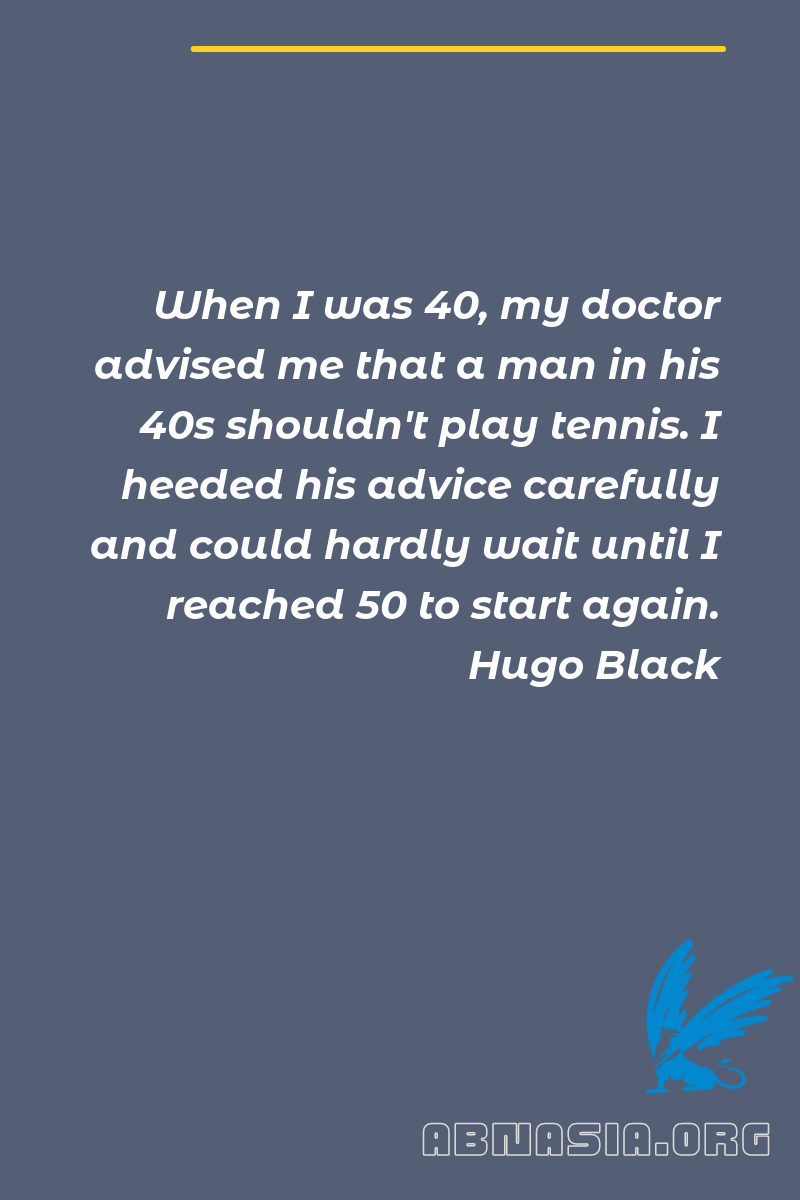 When I was 40, my doctor
advised me that a man in his
40s shouldn't play tennis. I
heeded his advice carefully
and could hardly wait until I
reached 50 to start again.
Hugo Black
ABNASIA.ORG